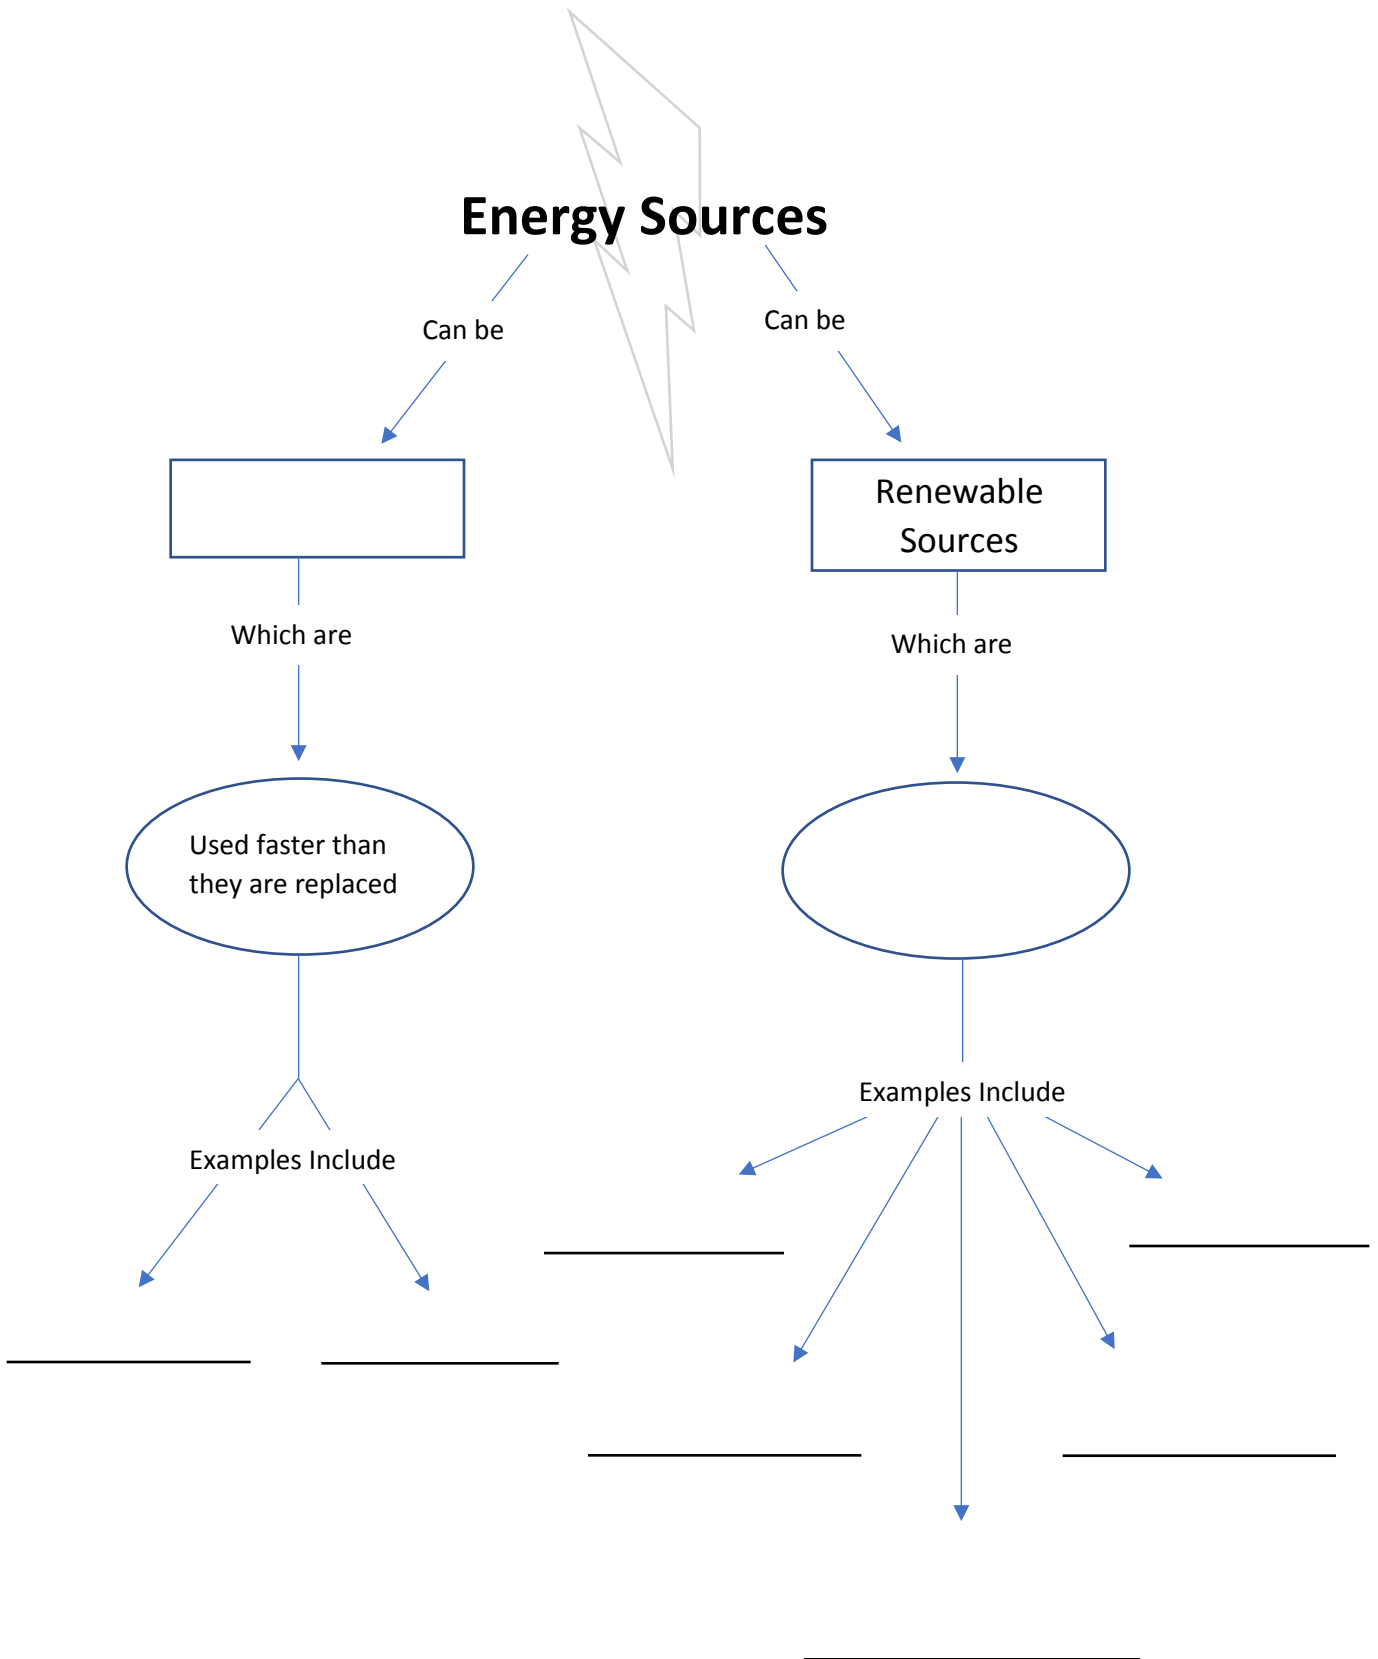 Energy Sources
Can be
Can be
Renewable
Sources
Which are
Which are
Used faster than
they are replaced
Examples Include
Examples Include